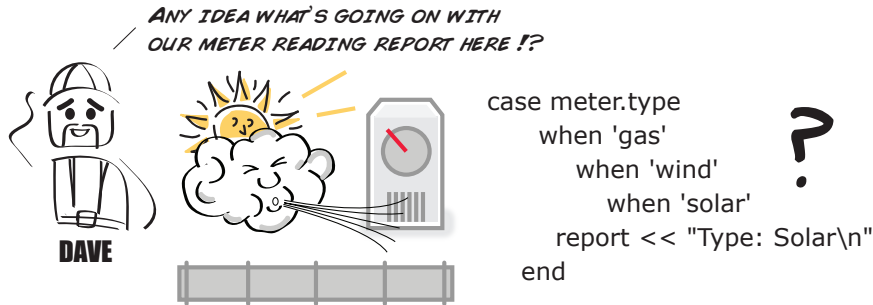 ANY IDEA WHAT'S GOING ON WITH
OUR METER READING REPORT HERE !?
DAVE
case meter.type
when 'gas'
when 'wind'
when 'solar'
report << "Type: Solar\n"
end
?